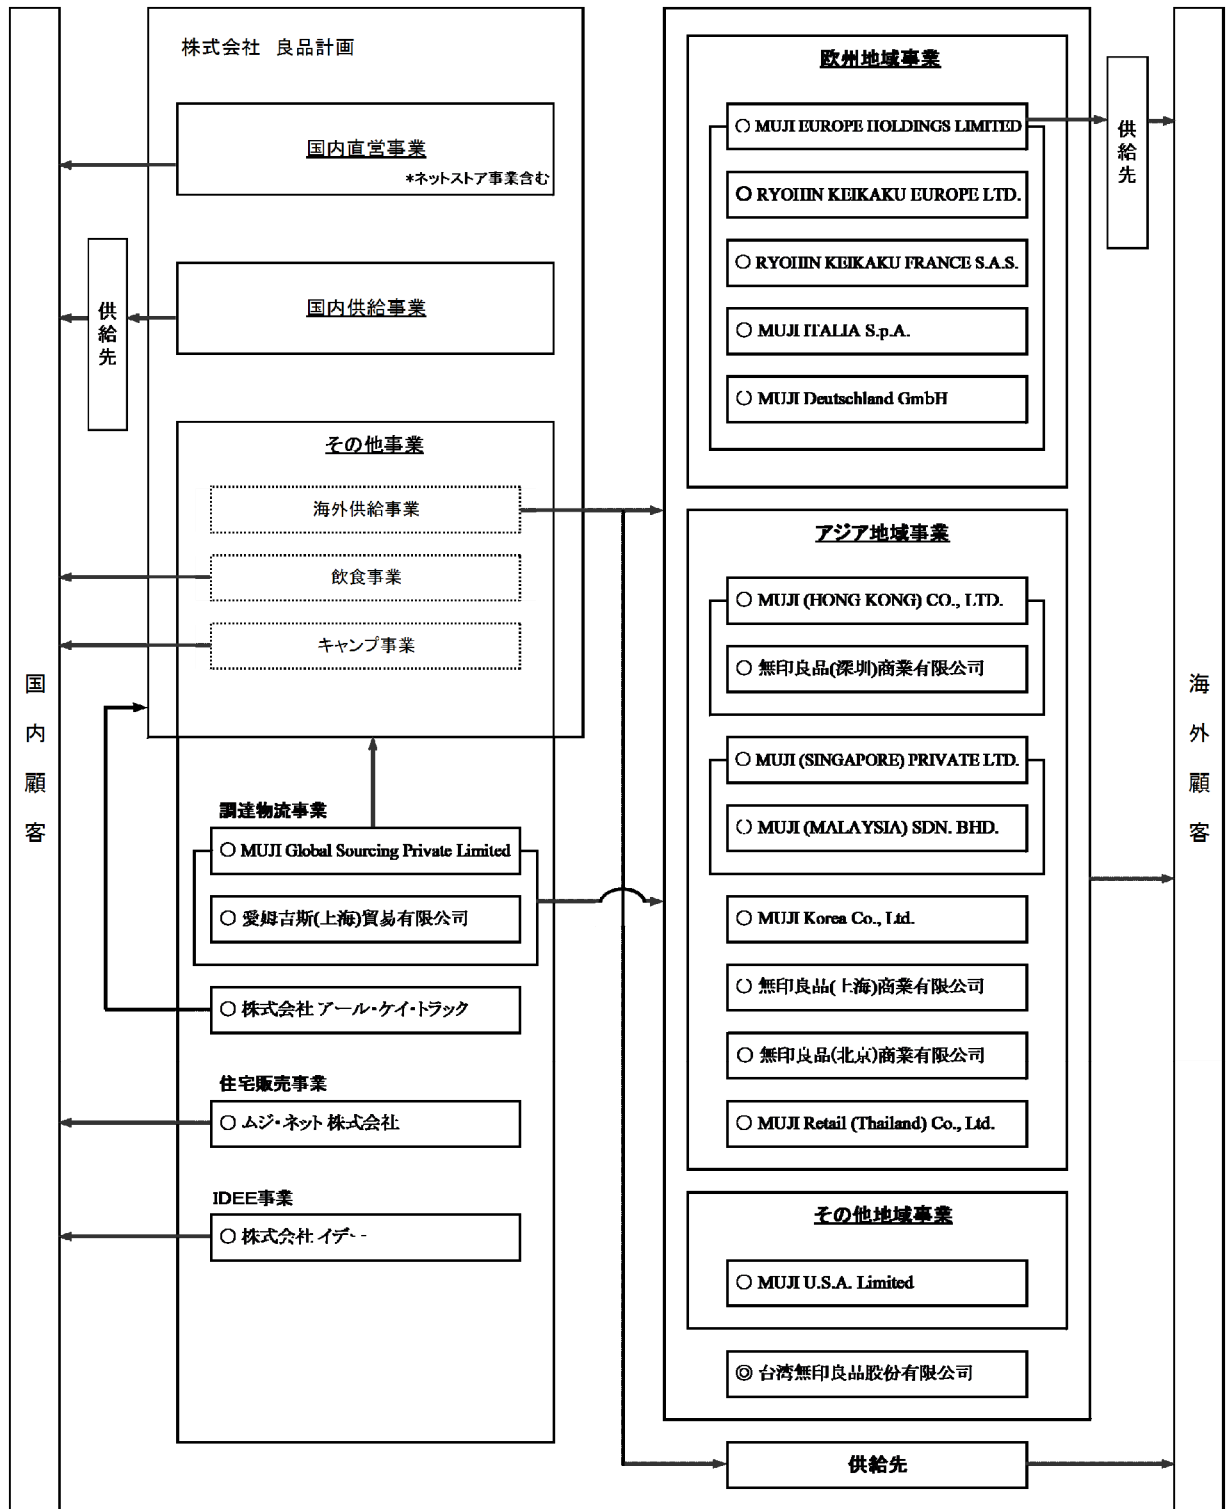 国内顧客
株式会社 良品計画
国内直営事業
*ネットストア事業含む
供給先
国内供給事業
その他事業
海外供給事業
飲食事業
キャンプ事業
調達物流事業
○ MUJI Global Sourcing Private Limited
○ 愛姆吉斯(上海)貿易有限公司
○ 株式会社 アール・ケイ・トラック
住宅販売事業
○ ムジ・ネット 株式会社
IDEE事業
○ 株式会社 イデー
欧州地域事業
○ MUJI EUROPE HOLDINGS LIMITED
○ RYOHIN KEIKAKU EUROPE LTD.
○ RYOHIN KEIKAKU FRANCE S.A.S.
○ MUJI ITALIA S.p.A.
○ MUJI Deutschland GmbH
供給先
アジア地域事業
○ MUJI (HONG KONG) CO., LTD.
○ 無印良品(深圳)商業有限公司
○ MUJI (SINGAPORE) PRIVATE LTD.
○ MUJI (MALAYSIA) SDN. BHD.
○ MUJI Korea Co., Ltd.
○ 無印良品(上海)商業有限公司
○ 無印良品(北京)商業有限公司
○ MUJI Retail (Thailand) Co., Ltd.
その他地域事業
○ MUJI U.S.A. Limited
◎ 台湾無印良品股份有限公司
供給先
海外顧客